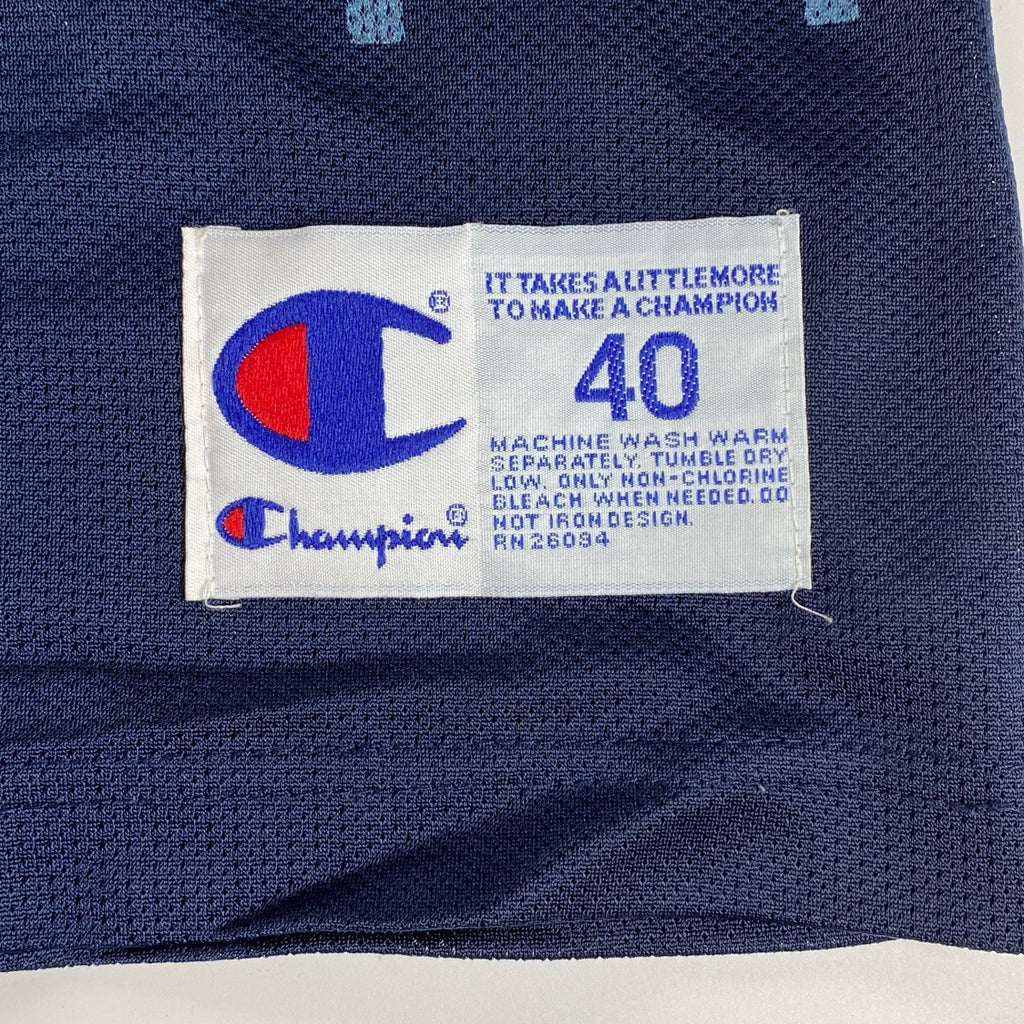 Champion
IT TAKES A LITTLE MORE
TO MAKE A CHAMPION
40
MACHINE WASH WARM
SEPARATELY, TUMBLE DRY
LOW. ONLY NON-CHLORINE
BLEACH WHEN NEEDED. DO
NOT IRON DESIGN.
RN 26094